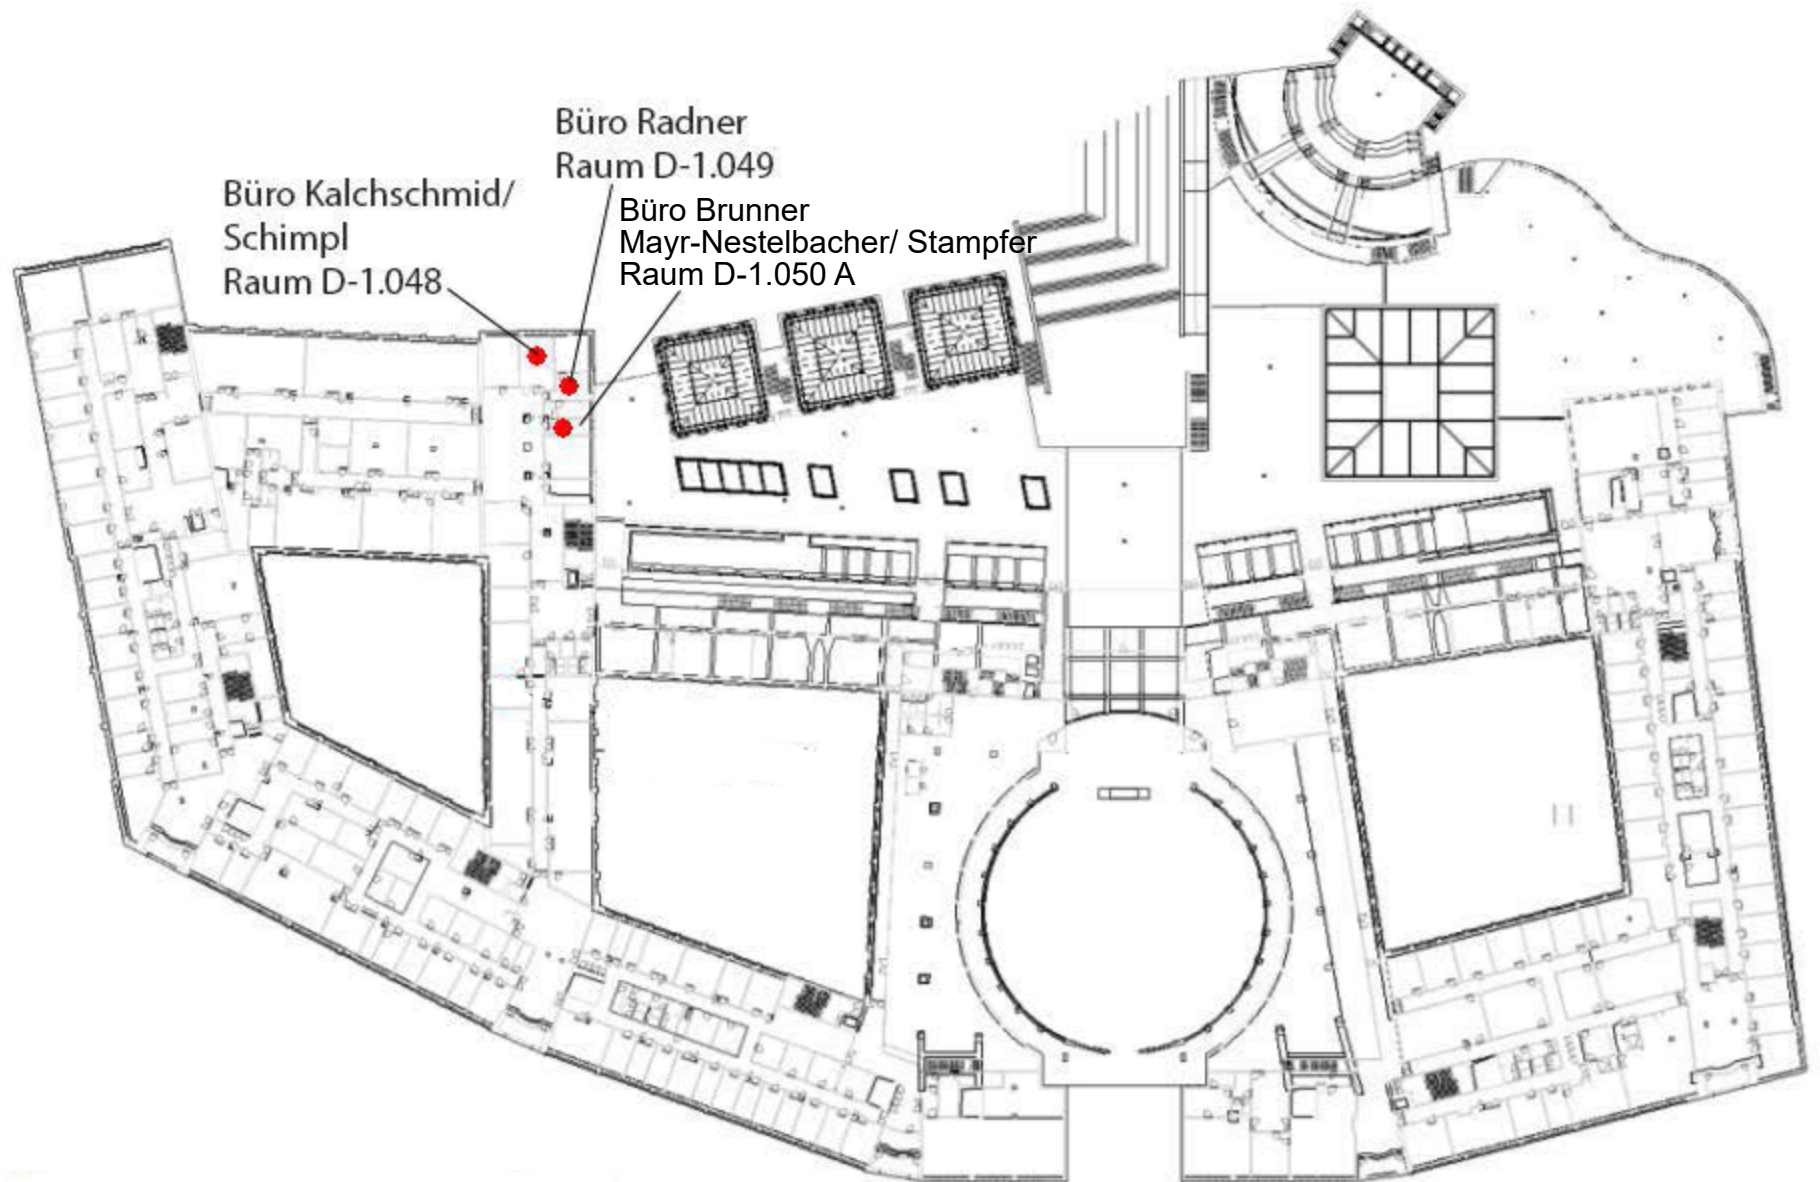 Büro Radner
Raum D-1.049
Büro Kalchschmid/
Schimpl
Raum D-1.048
Büro Brunner
Mayr-Nestelbacher/ Stampfer
Raum D-1.050 A